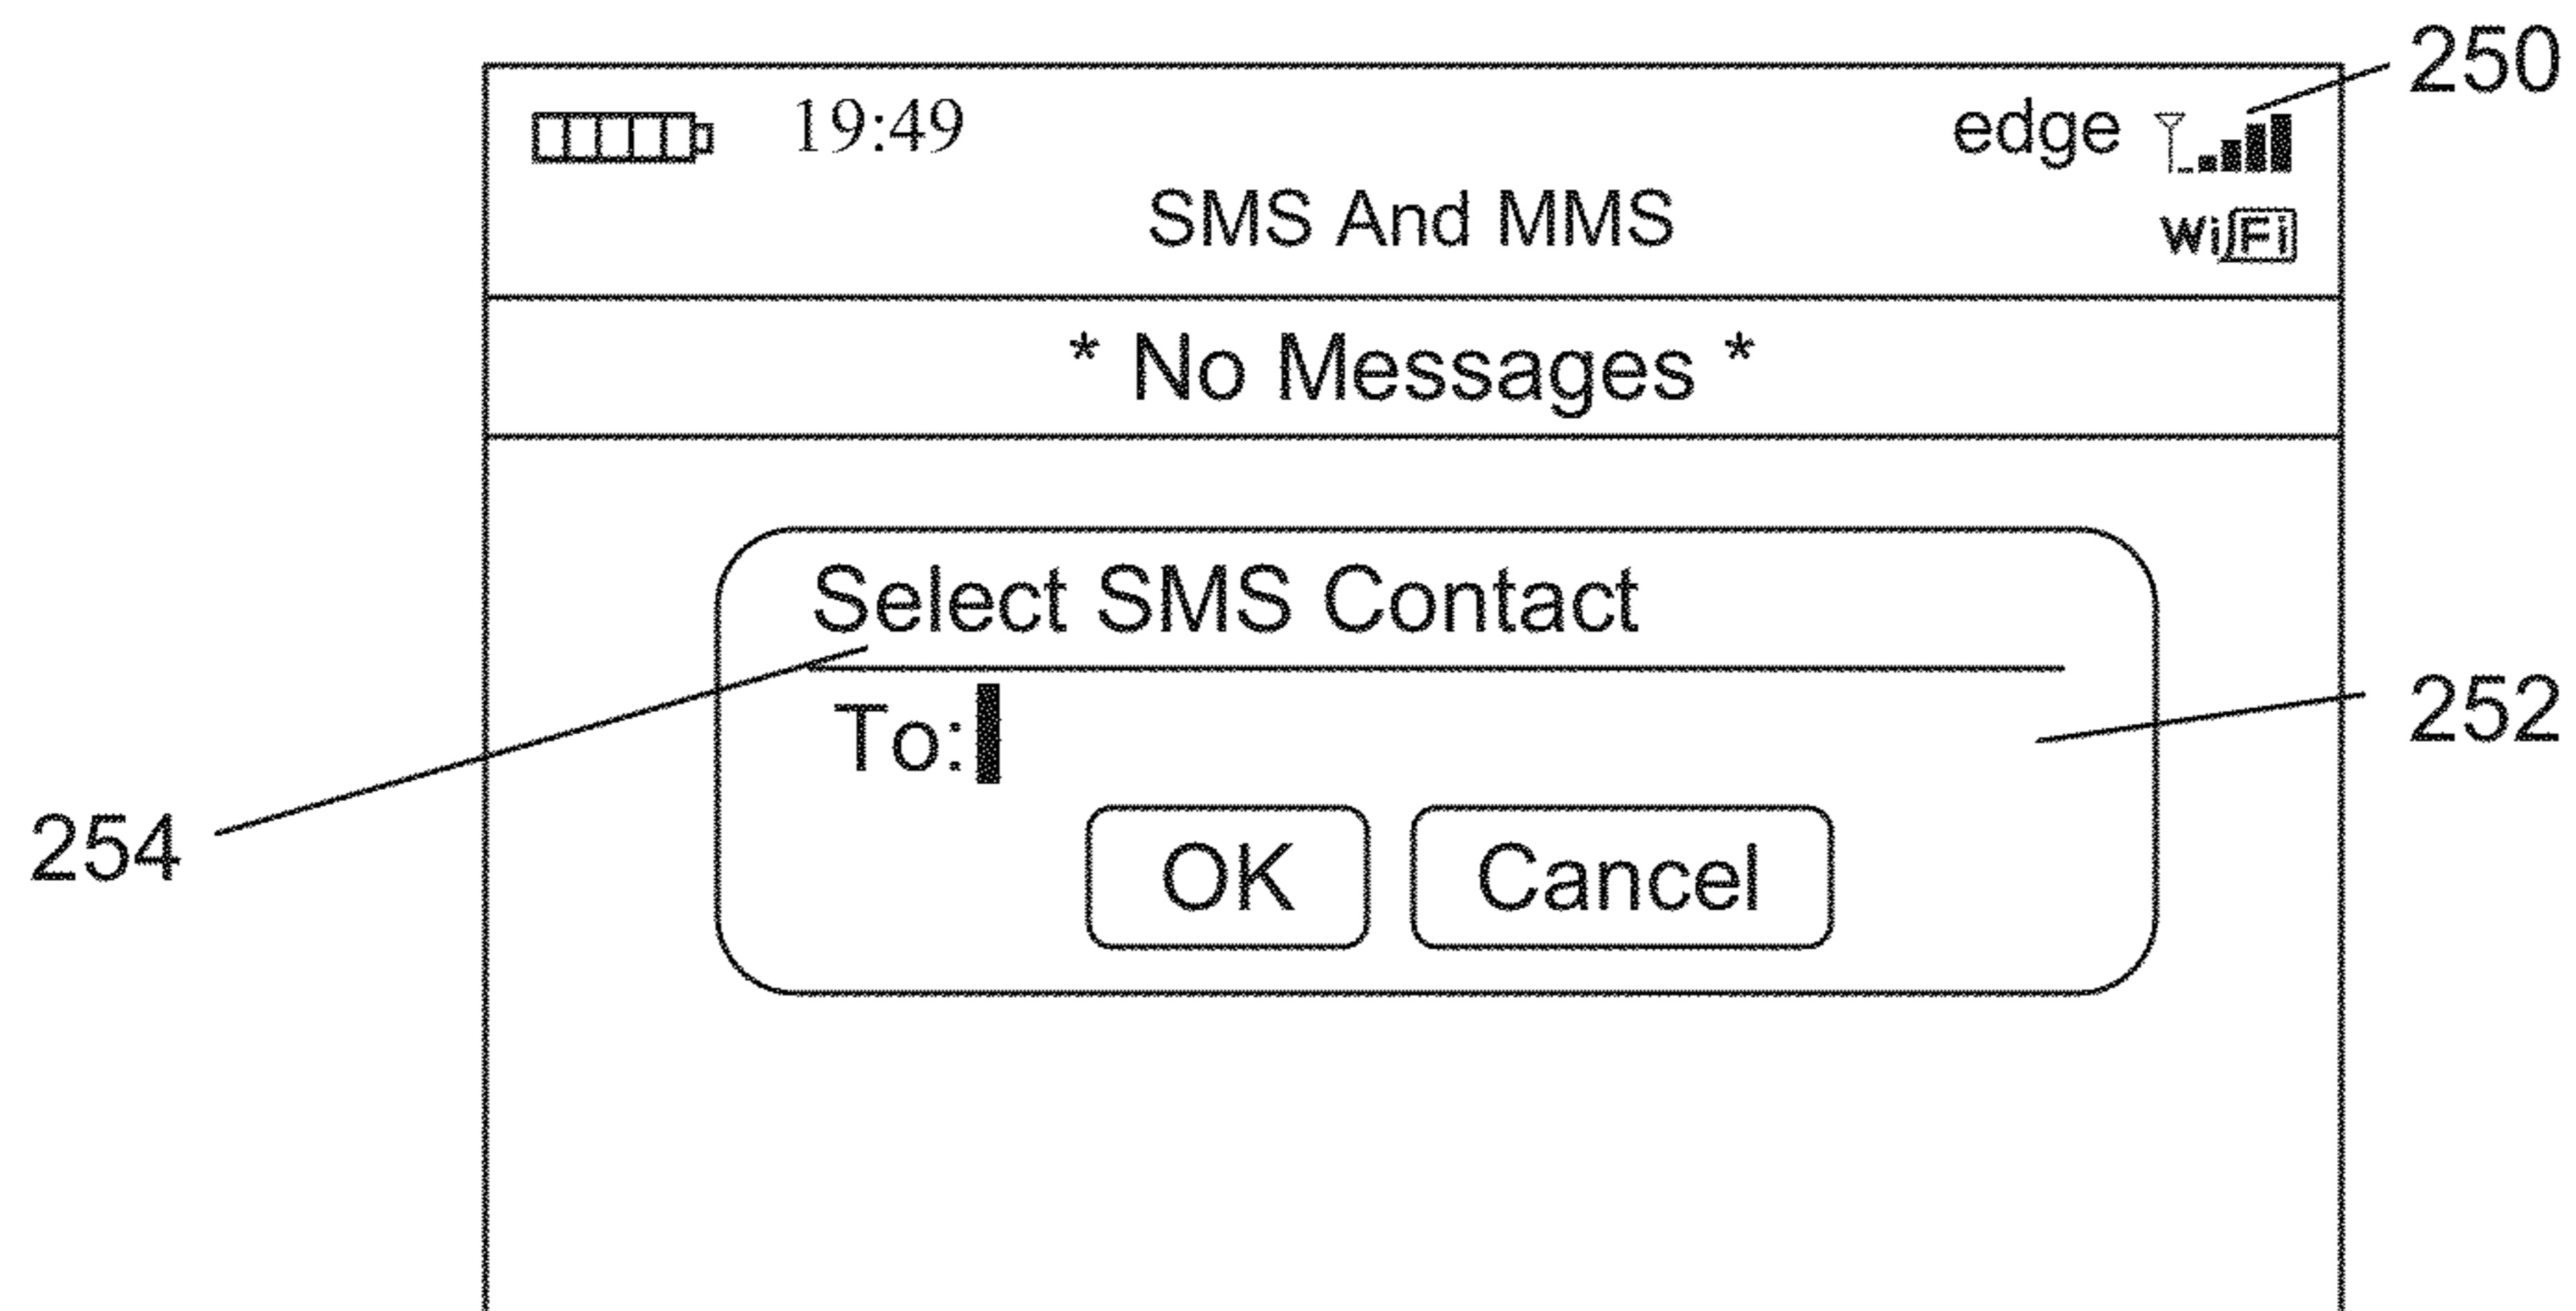 250
19:49 edge
SMS And MMS WiFi
* No Messages *
Select SMS Contact
To:
252
254
OK Cancel